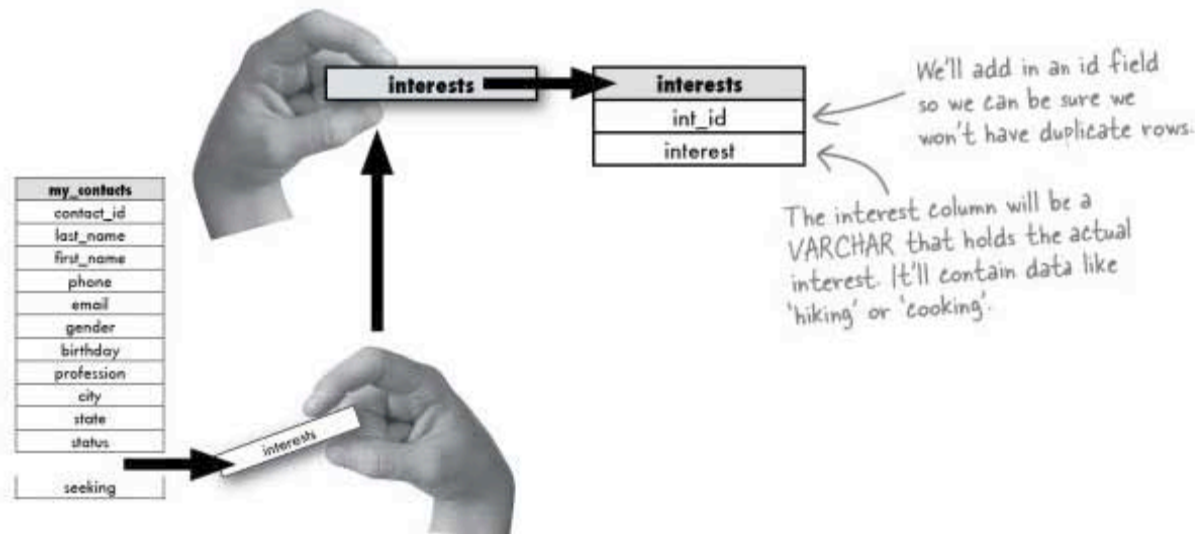 interests
interests
int_id
interest
We'll add in an id field
so we can be sure we
won't have duplicate rows.
The interest column will be a
VARCHAR that holds the actual
interest. It'll contain data like
'hiking' or 'cooking'.
my_contacts
contact_id
last_name
first_name
phone
email
gender
birthday
profession
city
state
status
interests
seeking